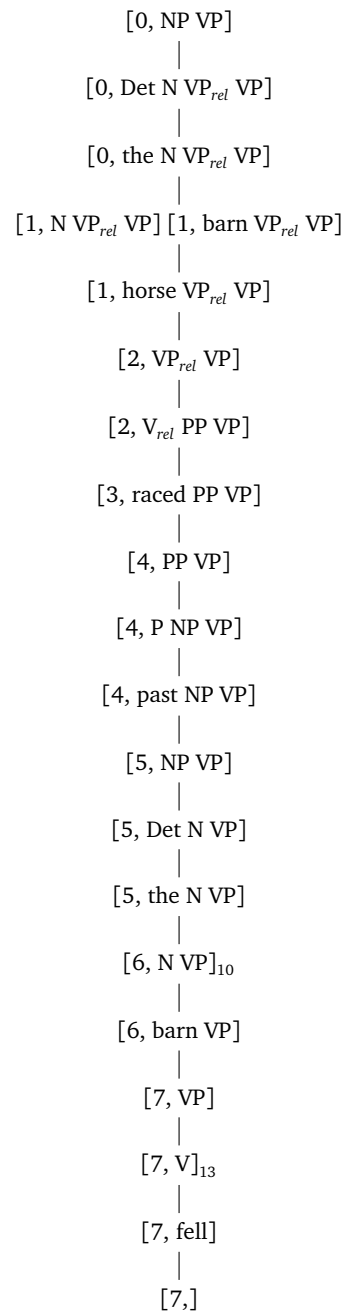 [0, NP VP]
[0, Det N VP_rel VP]
[0, the N VP_rel VP]
[1, N VP_rel VP] [1, barn VP_rel VP]
[1, horse VP_rel VP]
[2, VP_rel VP]
[2, V_rel PP VP]
[3, raced PP VP]
[4, PP VP]
[4, P NP VP]
[4, past NP VP]
[5, NP VP]
[5, Det N VP]
[5, the N VP]
[6, N VP]_10
[6, barn VP]
[7, VP]
[7, V]_13
[7, fell]
[7,]